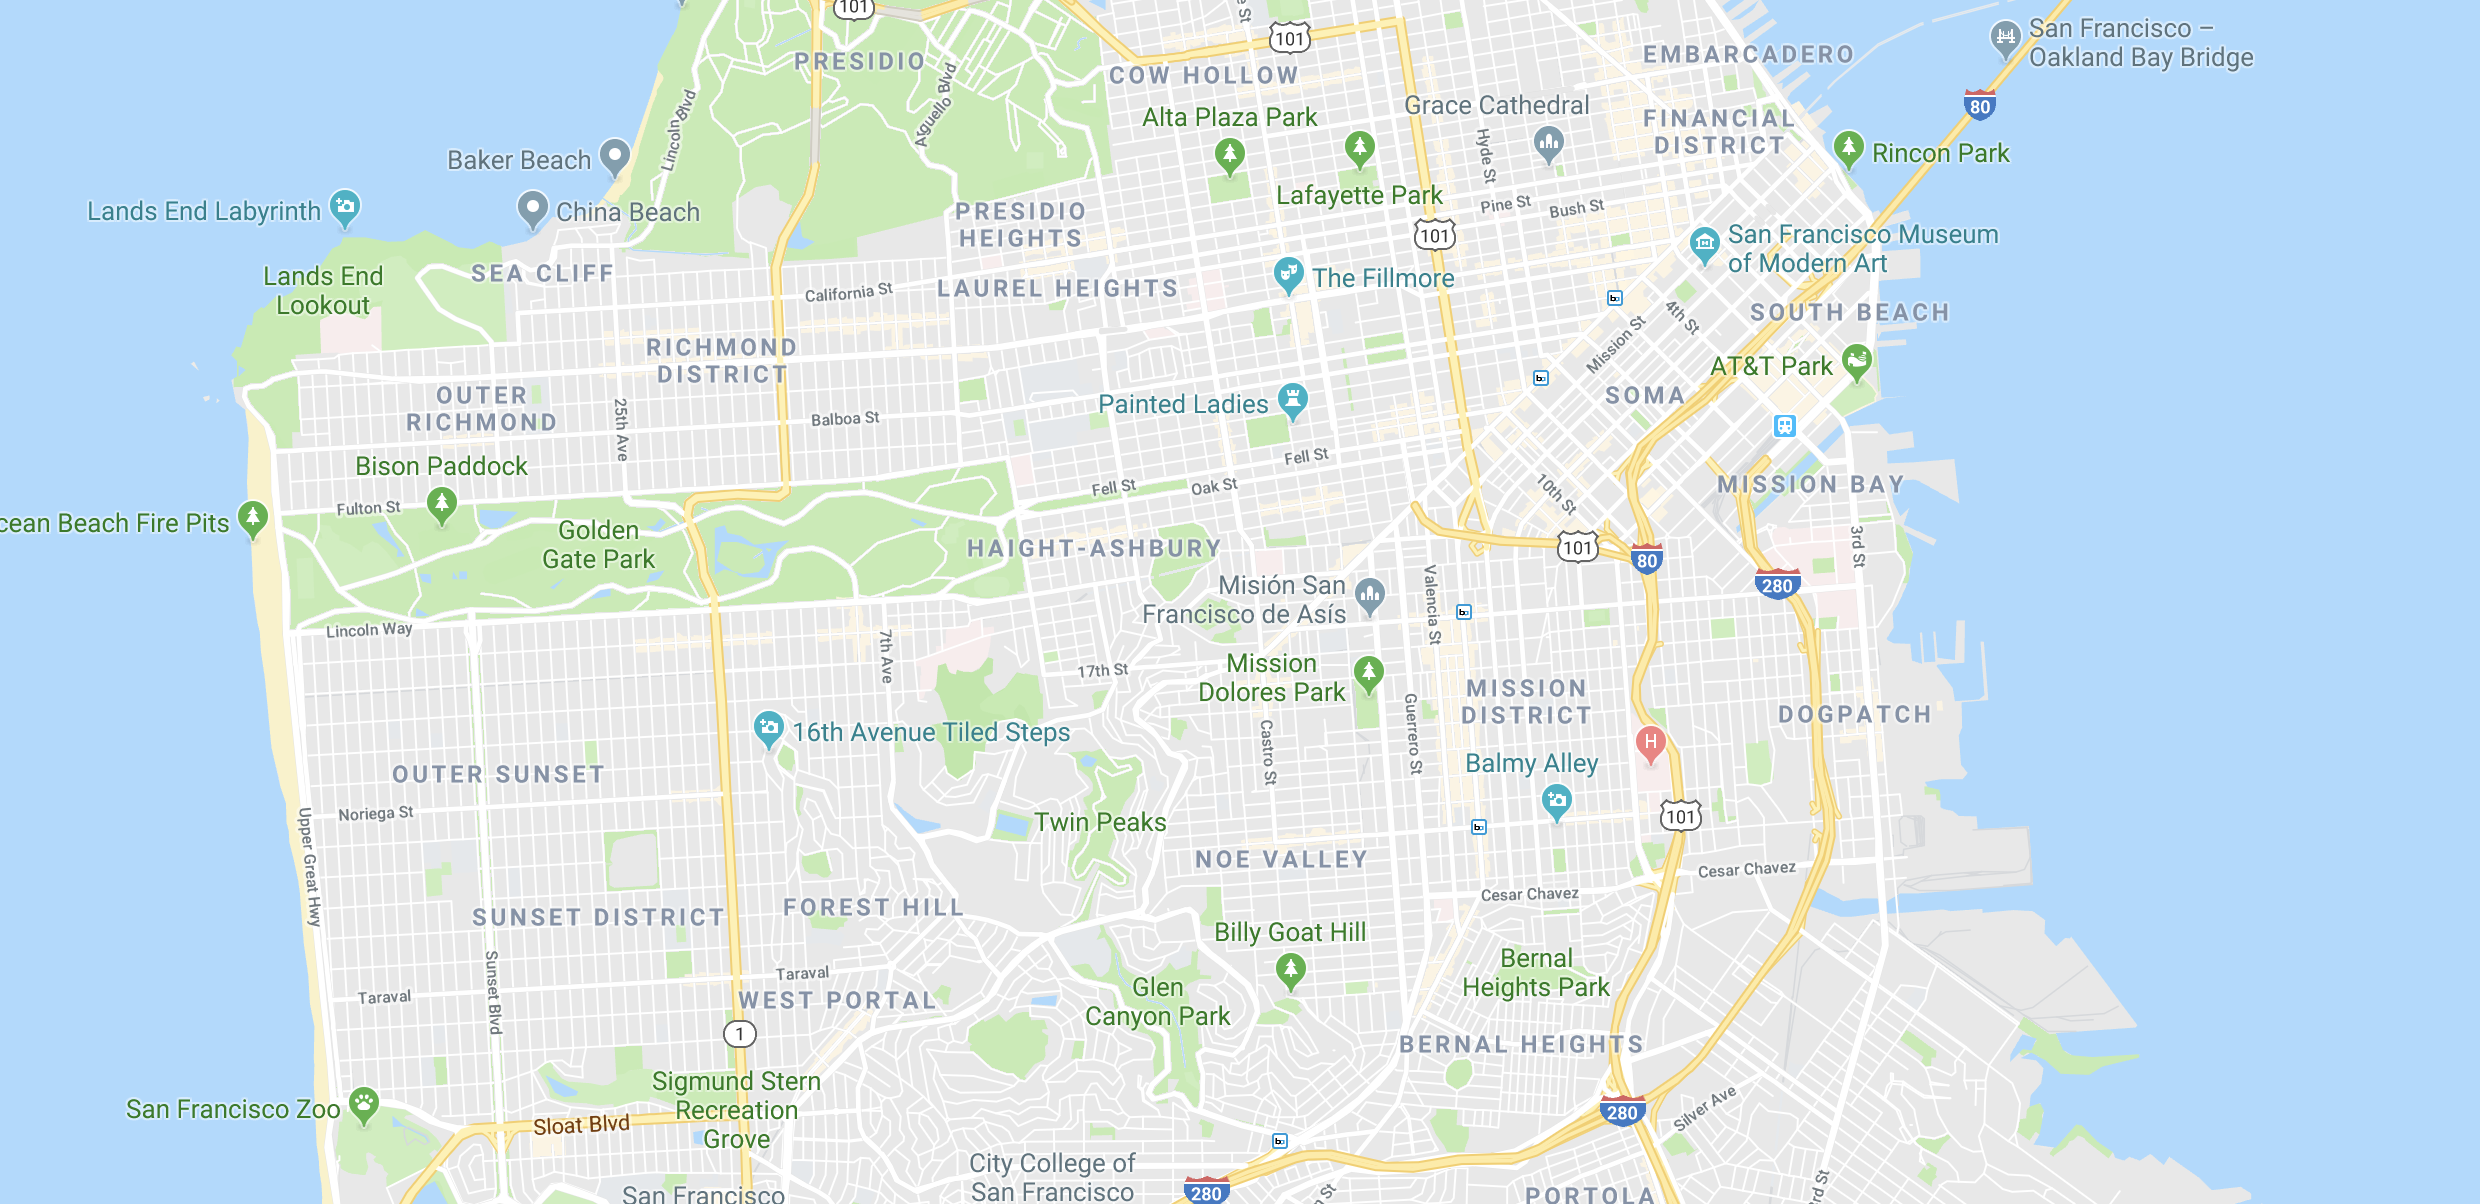 101
PRESIDIO
Arguello Blvd
Lincoln Blvd
COW HOLLOW
101
Alta Plaza Park
Lafayette Park
Grace Cathedral
EMBARCADERO
FINANCIAL
DISTRICT
San Francisco –
Oakland Bay Bridge
80
Rincon Park
Baker Beach
China Beach
Lands End Labyrinth
Lands End
Lookout
SEA CLIFF
PRESIDIO
HEIGHTS
LAUREL HEIGHTS
California St
Hyde St
Pine St
Bush St
101
The Fillmore
San Francisco Museum
of Modern Art
SOUTH BEACH
4th St
Mission St
AT&T Park
SOMA
RICHMOND
DISTRICT
OUTER
RICHMOND
25th Ave
Balboa St
Painted Ladies
Fell St
Bison Paddock
Fulton St
Fell St
Oak St
10th St
MISSION BAY
cean Beach Fire Pits
Golden
Gate Park
HAIGHT-ASHBURY
101
80
280
3rd St
Misión San
Francisco de Asís
Valencia St
Lincoln Way
7th Ave
17th St
Mission
Dolores Park
Guerrero St
Castro St
MISSION
DISTRICT
DOGPATCH
H
16th Avenue Tiled Steps
OUTER SUNSET
Balmy Alley
101
Noriega St
Upper Great Hwy
Twin Peaks
NOE VALLEY
Cesar Chavez
Cesar Chavez
SUNSET DISTRICT
FOREST HILL
Sunset Blvd
Billy Goat Hill
Bernal
Heights Park
Taraval
Taraval
WEST PORTAL
Glen
Canyon Park
1
BERNAL HEIGHTS
Sigmund Stern
Recreation
Grove
San Francisco Zoo
Sloat Blvd
280
Silver Ave
City College of
San Francisco
280
San Francisco
PORTOLA